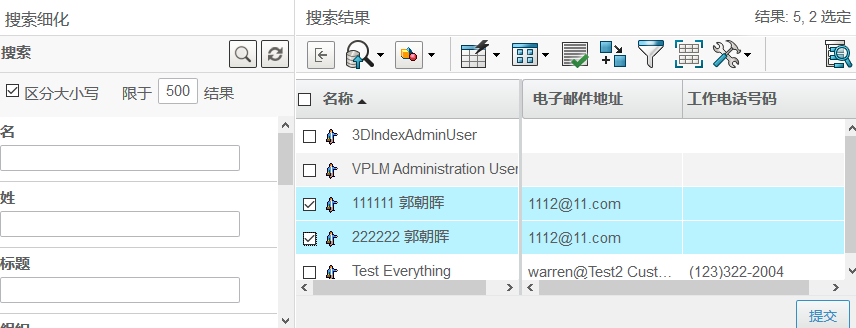 搜索细化
搜索
区分大小写 限于 500 结果
名
姓
标题
搜索结果
结果: 5, 2 选定
名称 电子邮件地址 工作电话号码
3DIndexAdminUser
VPLM Administration User
111111 郭朝晖 1112@11.com
222222 郭朝晖 1112@11.com
Test Everything warren@Test2 Cust... (123)322-2004
提交